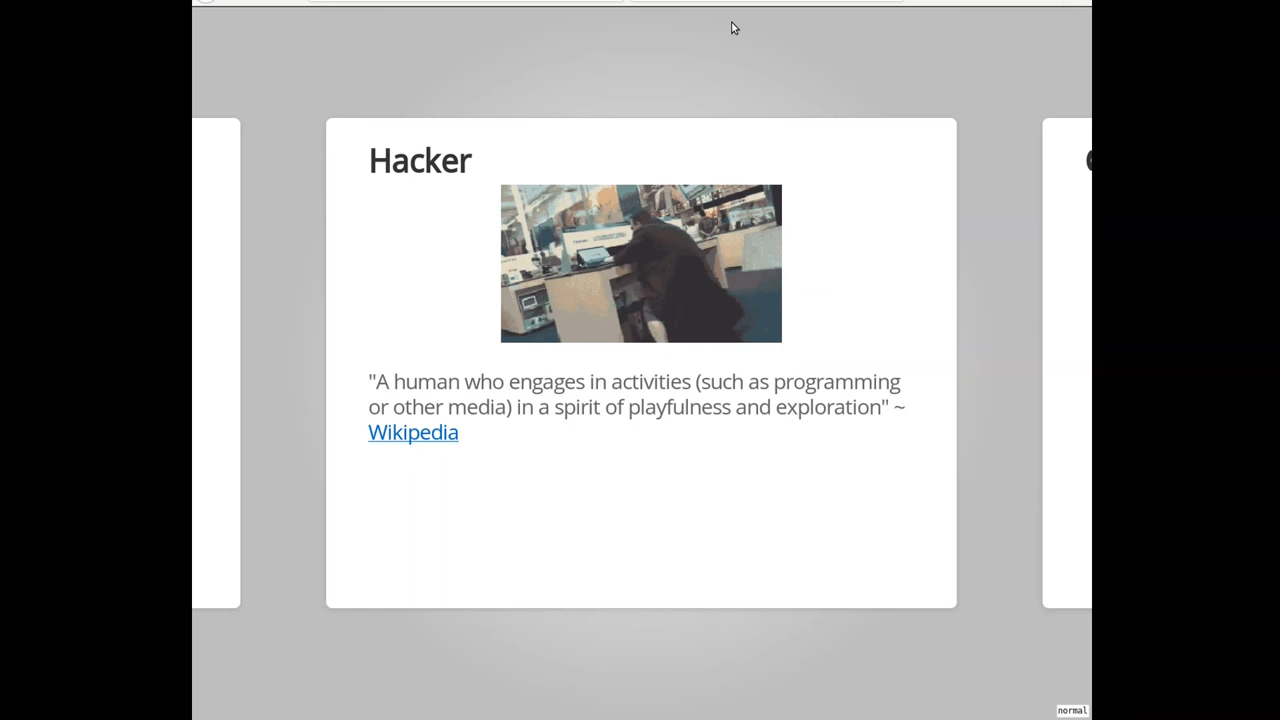 Hacker
"A human who engages in activities (such as programming
or other media) in a spirit of playfulness and exploration" ~
Wikipedia
normal